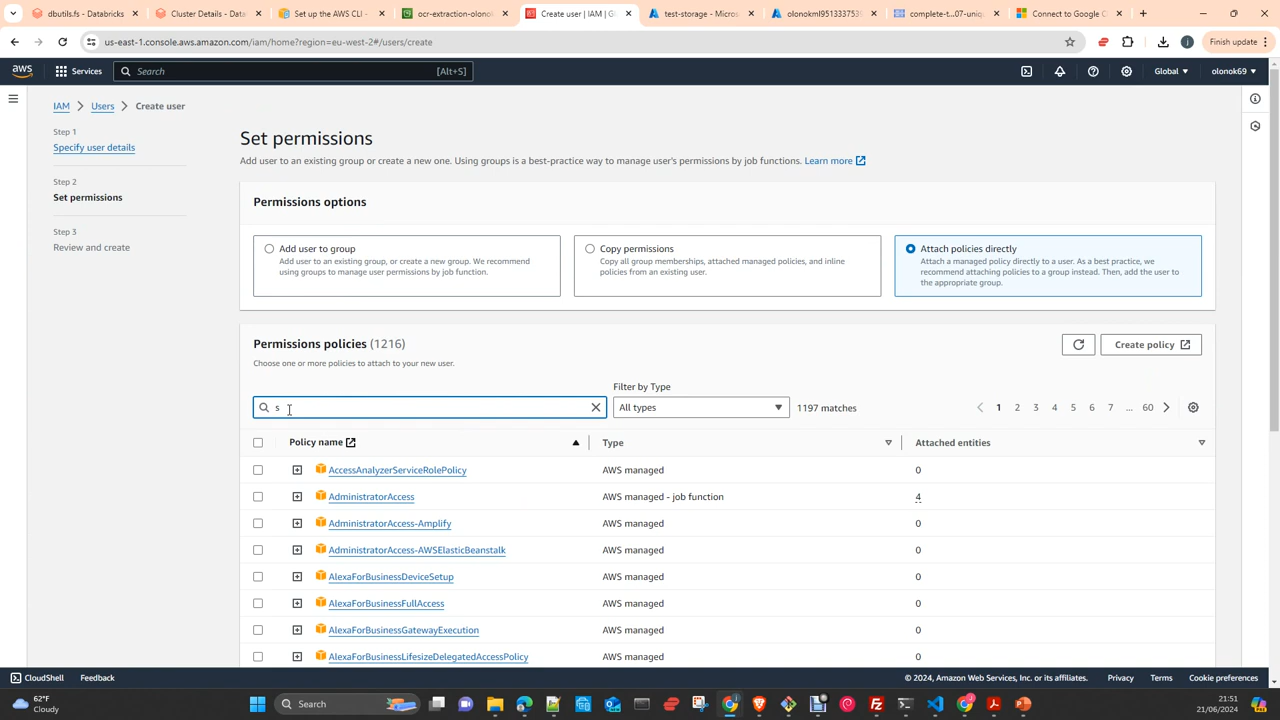 dbutils.fs - Databricks
Cluster Details - Databric
Set up the AWS CLI -
ocr-extraction-olonok
Create user | IAM | Gl
test-storage - Micros
olonokml951333753
complete-t...07-uniq
Connect to Google C
us-east-1.console.aws.amazon.com/iam/home?region=eu-west-2#/users/create
Finish update
aws
Services
Search
[Alt+S]
Global
olonok69
IAM
Users
Create user
Step 1
Specify user details
Step 2
Set permissions
Step 3
Review and create
Set permissions
Add user to an existing group or create a new one. Using groups is a best-practice way to manage user's permissions by job functions. Learn more
Permissions options
Add user to group
Add user to an existing group, or create a new group. We recommend
using groups to manage user permissions by job function.
Copy permissions
Copy all group memberships, attached managed policies, and inline
policies from an existing user.
Attach policies directly
Attach a managed policy directly to a user. As a best practice, we
recommend attaching policies to a group instead. Then, add the user to
the appropriate group.
Permissions policies (1216)
Choose one or more policies to attach to your new user.
Create policy
Filter by Type
s
All types
1197 matches
1 2 3 4 5 6 7 ... 60
Policy name
Type
Attached entities
AccessAnalyzerServiceRolePolicy
AWS managed
0
AdministratorAccess
AWS managed - job function
4
AdministratorAccess-Amplify
AWS managed
0
AdministratorAccess-AWSElasticBeanstalk
AWS managed
0
AlexaForBusinessDeviceSetup
AWS managed
0
AlexaForBusinessFullAccess
AWS managed
0
AlexaForBusinessGatewayExecution
AWS managed
0
AlexaForBusinessLifesizeDelegatedAccessPolicy
AWS managed
0
CloudShell
Feedback
© 2024, Amazon Web Services, Inc. or its affiliates.
Privacy
Terms
Cookie preferences
62°F
Cloudy
Search
21:51
21/06/2024